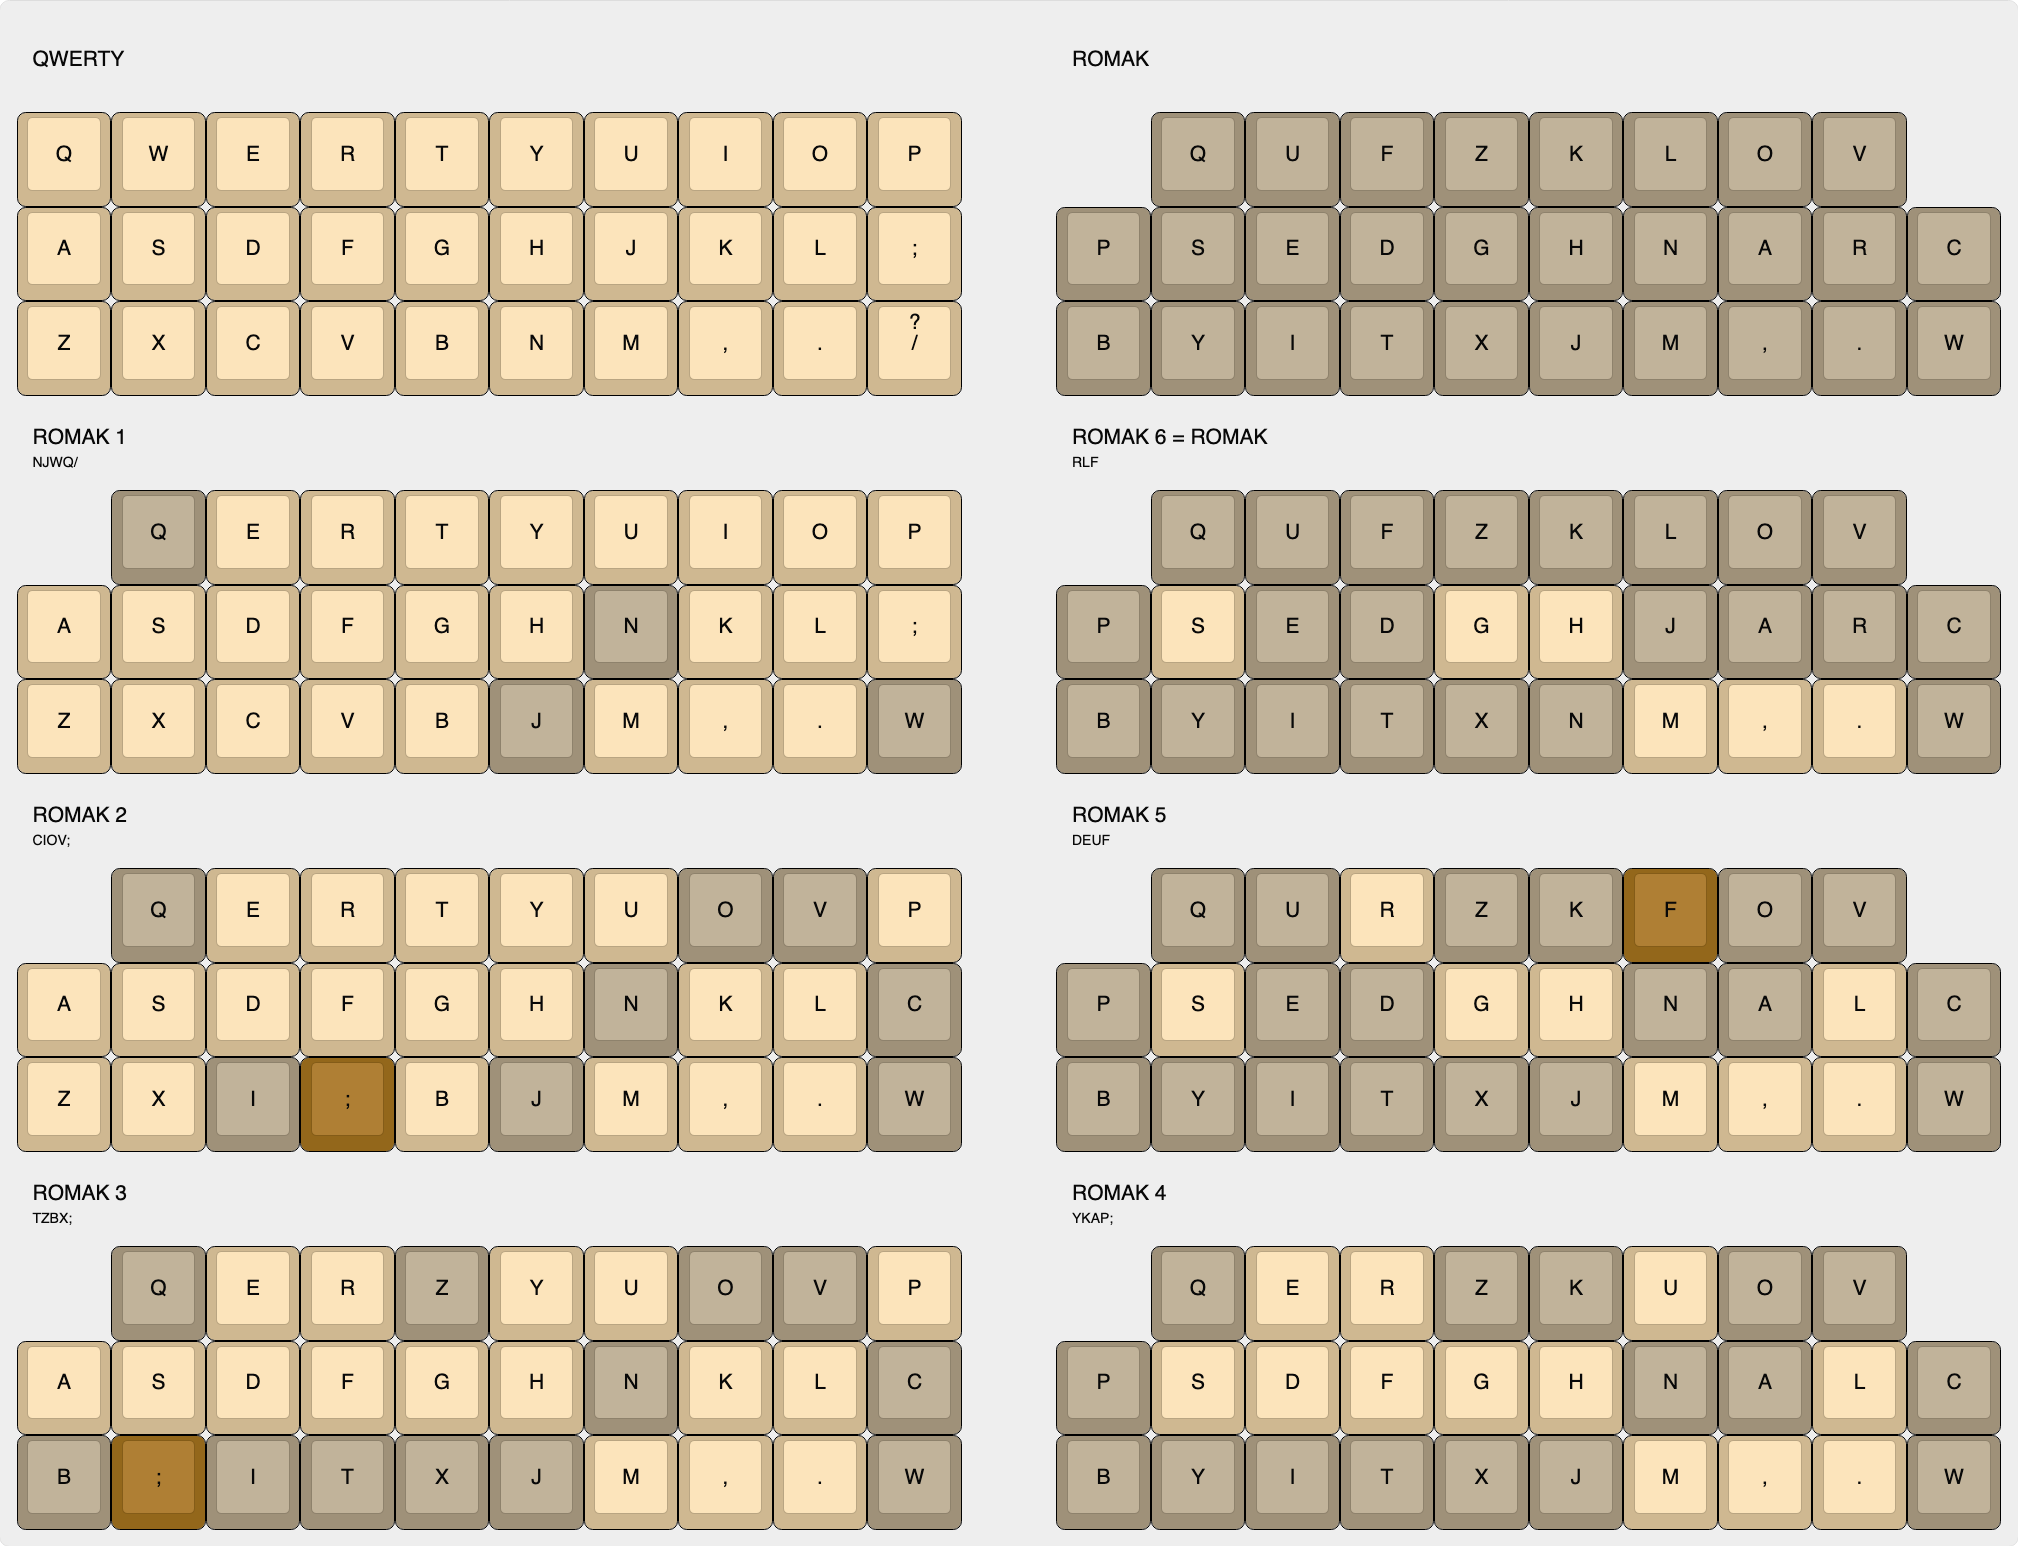 QWERTY
Q W E R T Y U I O P
A S D F G H J K L ;
Z X C V B N M , . ? /
ROMAK
Q U F Z K L O V
P S E D G H N A R C
B Y I T X J M , . W
ROMAK 1
NJWQ/
Q E R T Y U I O P
A S D F G H N K L ;
Z X C V B J M , . W
ROMAK 6 = ROMAK
RLF
Q U F Z K L O V
P S E D G H J A R C
B Y I T X N M , . W
ROMAK 2
CIOV;
Q E R T Y U O V P
A S D F G H N K L C
Z X I ; B J M , . W
ROMAK 5
DEUF
Q U R Z K F O V
P S E D G H N A L C
B Y I T X J M , . W
ROMAK 3
TZBX;
Q E R Z Y U O V P
A S D F G H N K L C
B ; I T X J M , . W
ROMAK 4
YKAP;
Q E R Z K U O V
P S D F G H N A L C
B Y I T X J M , . W